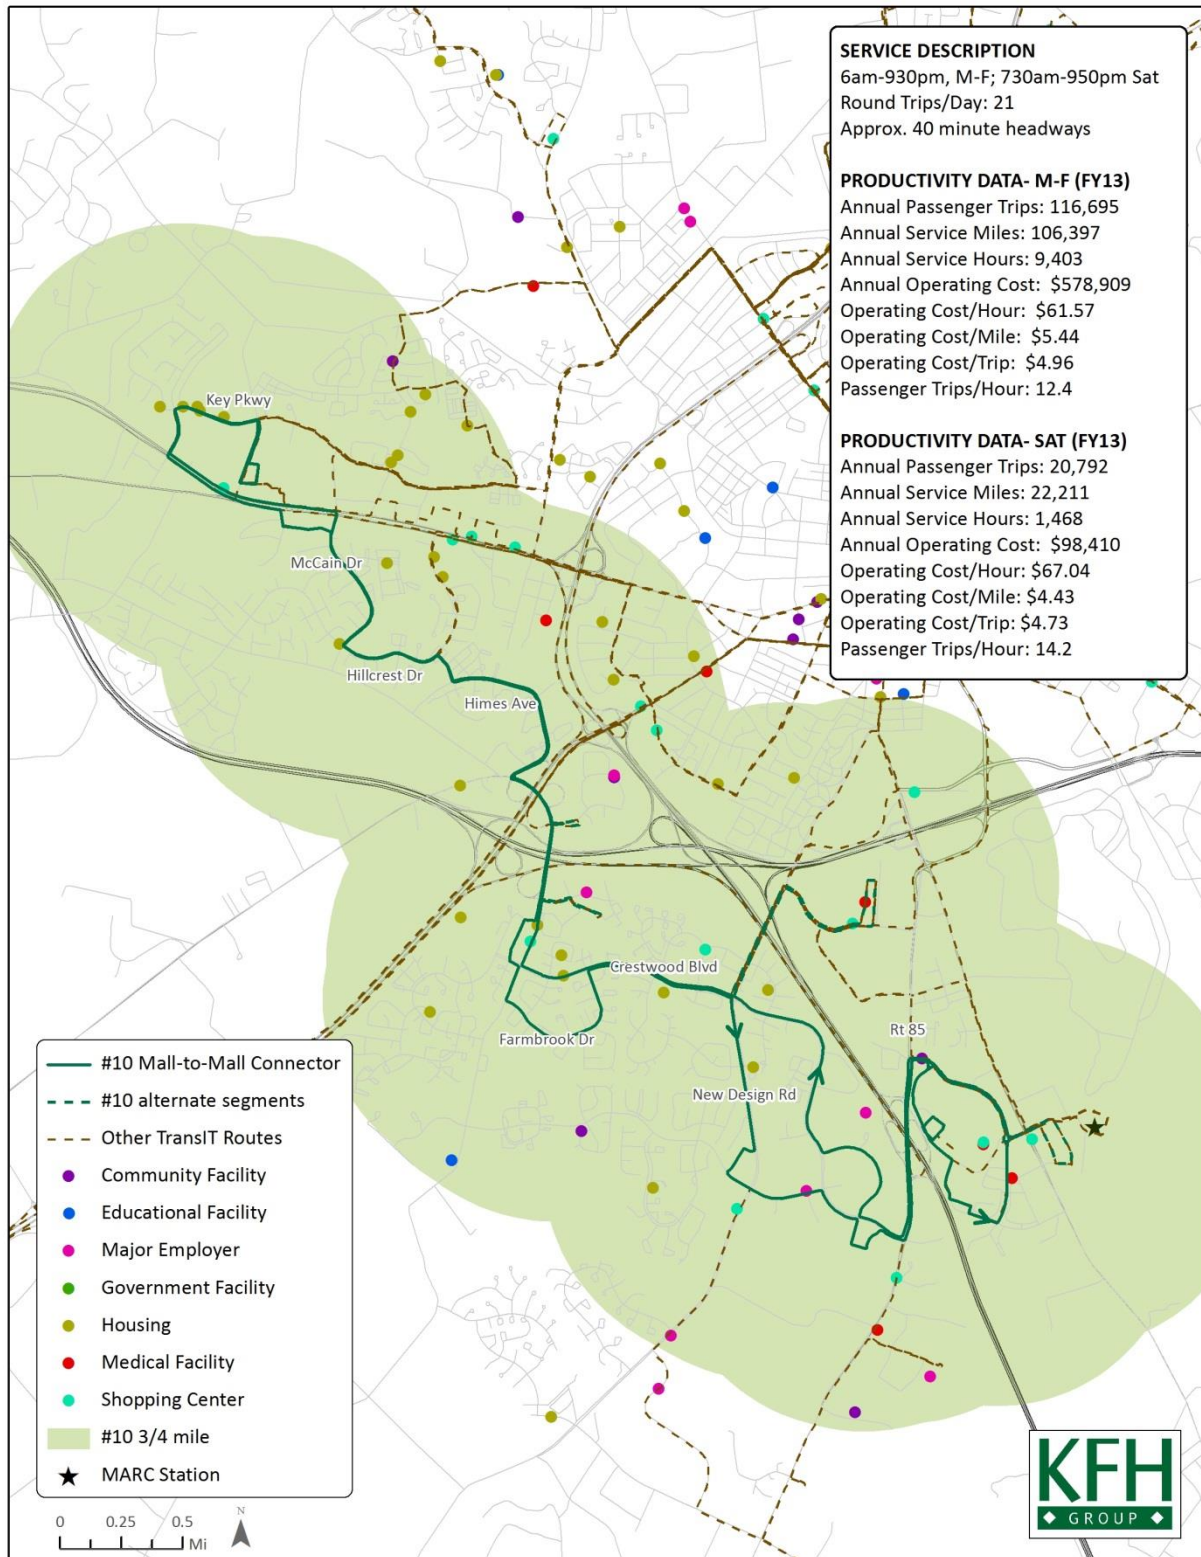 SERVICE DESCRIPTION
6am-930pm, M-F; 730am-950pm Sat
Round Trips/Day: 21
Approx. 40 minute headways
PRODUCTIVITY DATA- M-F (FY13)
Annual Passenger Trips: 116,695
Annual Service Miles: 106,397
Annual Service Hours: 9,403
Annual Operating Cost: $578,909
Operating Cost/Hour: $61.57
Operating Cost/Mile: $5.44
Operating Cost/Trip: $4.96
Passenger Trips/Hour: 12.4
PRODUCTIVITY DATA- SAT (FY13)
Annual Passenger Trips: 20,792
Annual Service Miles: 22,211
Annual Service Hours: 1,468
Annual Operating Cost: $98,410
Operating Cost/Hour: $67.04
Operating Cost/Mile: $4.43
Operating Cost/Trip: $4.73
Passenger Trips/Hour: 14.2
Key Pkwy
McCain Dr
Hillcrest Dr
Himes Ave
Crestwood Blvd
Farmbrook Dr
Rt 85
New Design Rd
#10 Mall-to-Mall Connector
#10 alternate segments
Other TransIT Routes
Community Facility
Educational Facility
Major Employer
Government Facility
Housing
Medical Facility
Shopping Center
#10 3/4 mile
MARC Station
0 0.25 0.5
Mi
N
KFH
GROUP